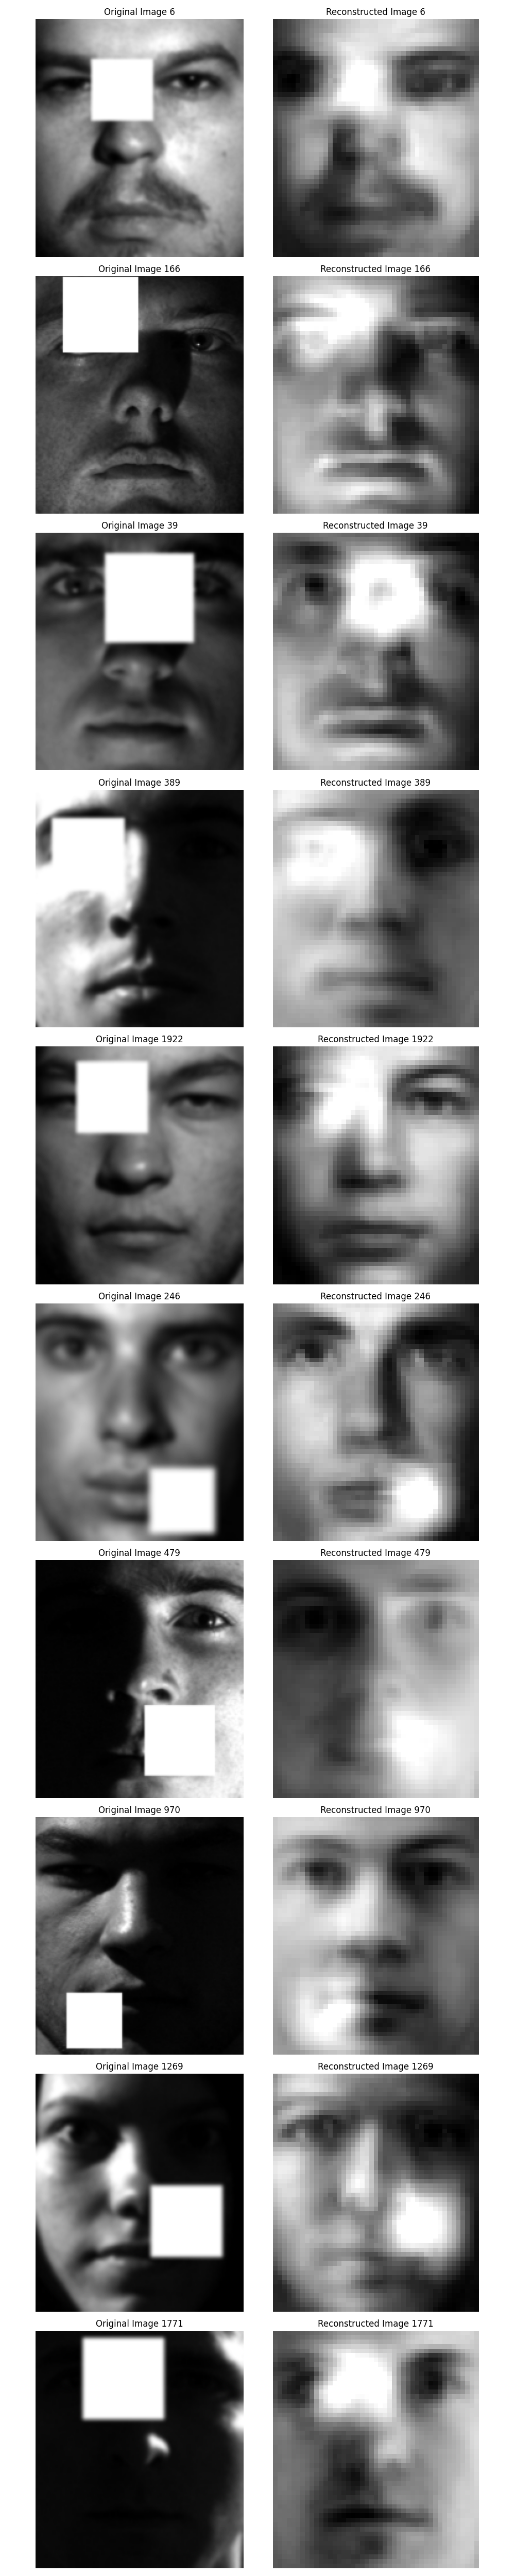 Original Image 6
Reconstructed Image 6
Original Image 166
Reconstructed Image 166
Original Image 39
Reconstructed Image 39
Original Image 389
Reconstructed Image 389
Original Image 1922
Reconstructed Image 1922
Original Image 246
Reconstructed Image 246
Original Image 479
Reconstructed Image 479
Original Image 970
Reconstructed Image 970
Original Image 1269
Reconstructed Image 1269
Original Image 1771
Reconstructed Image 1771